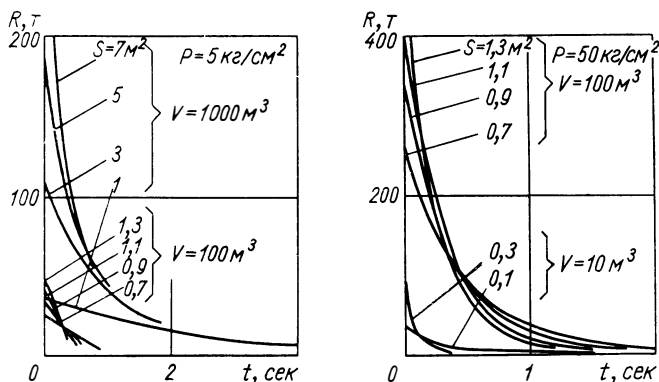 R, т
200
S=7м²
P=5 кг/см²
5
V=1000 м³
3
1
100
1,3
1,1
0,9
0,7
V=100 м³
0
2
t, сек
R, т
400
S=1,3м²
P=50 кг/см²
1,1
V=100 м³
0,9
0,7
200
0,3
0,1
V=10 м³
0
1
t, сек